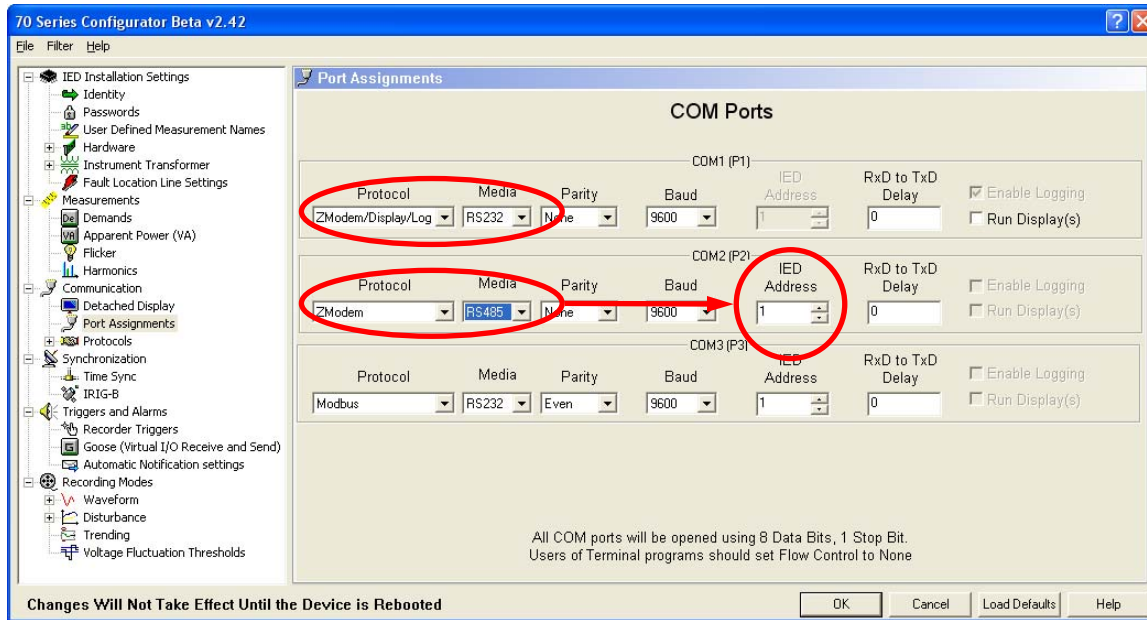 70 Series Configurator Beta v2.42
File Filter Help
IED Installation Settings
Identity
Passwords
User Defined Measurement Names
Hardware
Instrument Transformer
Fault Location Line Settings
Measurements
Demands
Apparent Power (VA)
Flicker
Harmonics
Communication
Detached Display
Port Assignments
Protocols
Synchronization
Time Sync
IRIG-B
Triggers and Alarms
Recorder Triggers
Goose (Virtual I/O Receive and Send)
Automatic Notification settings
Recording Modes
Waveform
Disturbance
Trending
Voltage Fluctuation Thresholds
Port Assignments
COM Ports
COM1 (P1)
Protocol Media Parity Baud IED Address RxD to TxD Delay Enable Logging
ZModem/Display/Log RS232 None 9600 1 0 Run Display(s)
COM2 (P2)
Protocol Media Parity Baud IED Address RxD to TxD Delay Enable Logging
ZModem RS485 None 9600 1 0 Run Display(s)
COM3 (P3)
Protocol Media Parity Baud IED Address RxD to TxD Delay Enable Logging
Modbus RS232 Even 9600 1 0 Run Display(s)
All COM ports will be opened using 8 Data Bits, 1 Stop Bit.
Users of Terminal programs should set Flow Control to None
Changes Will Not Take Effect Until the Device is Rebooted
OK Cancel Load Defaults Help